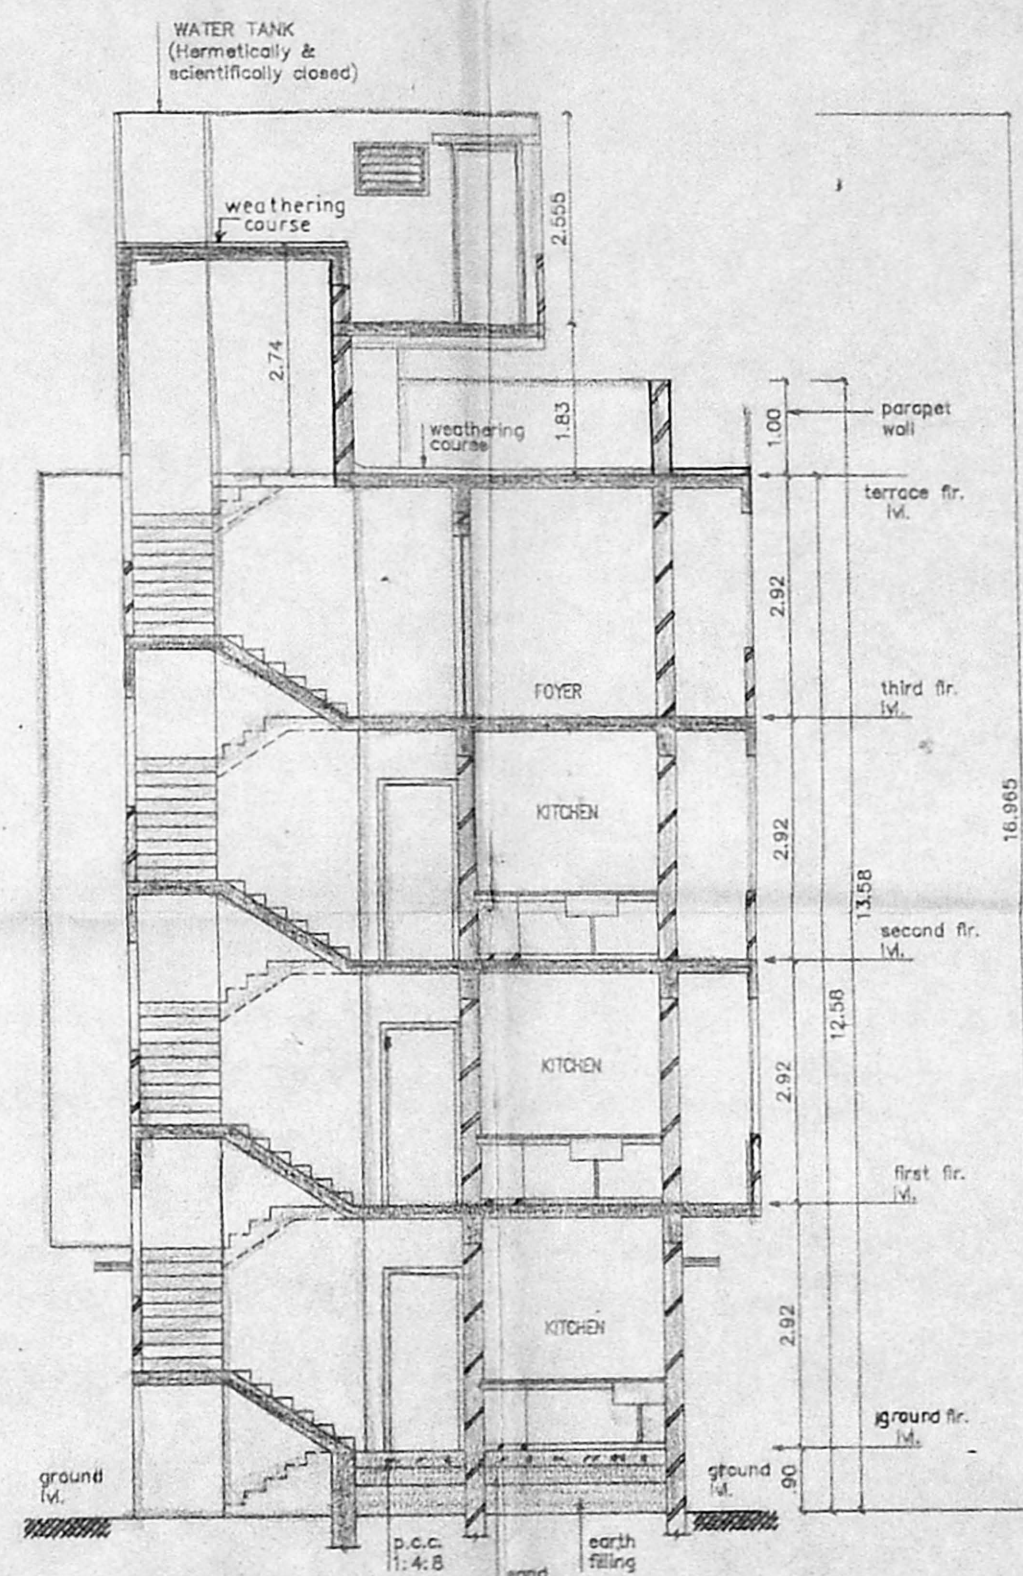 WATER TANK
(Hermetically &
scientifically closed)
weathering
course
2.555
2.74
weathering
course
1.83
1.00
parapet
wall
terrace flr.
lvl.
2.92
FOYER
third flr.
lvl.
KITCHEN
2.92
16.965
13.58
second flr.
lvl.
12.58
KITCHEN
2.92
first flr.
lvl.
2.92
KITCHEN
ground flr.
lvl.
ground
lvl.
ground
lvl.
90
p.c.c.
1:4:8
earth
filling
sand